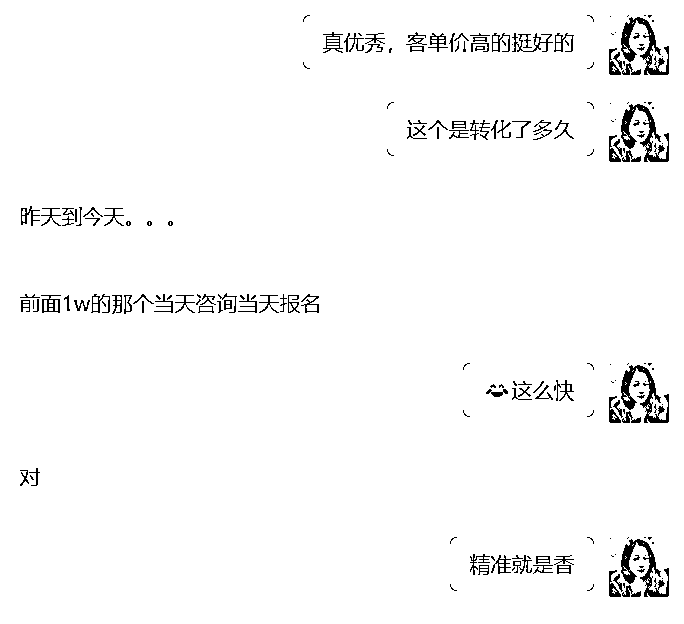 真优秀，客单价高的挺好的
这个是转化了多久
昨天到今天。。。
前面1w的那个当天咨询当天报名
😂这么快
对
精准就是香